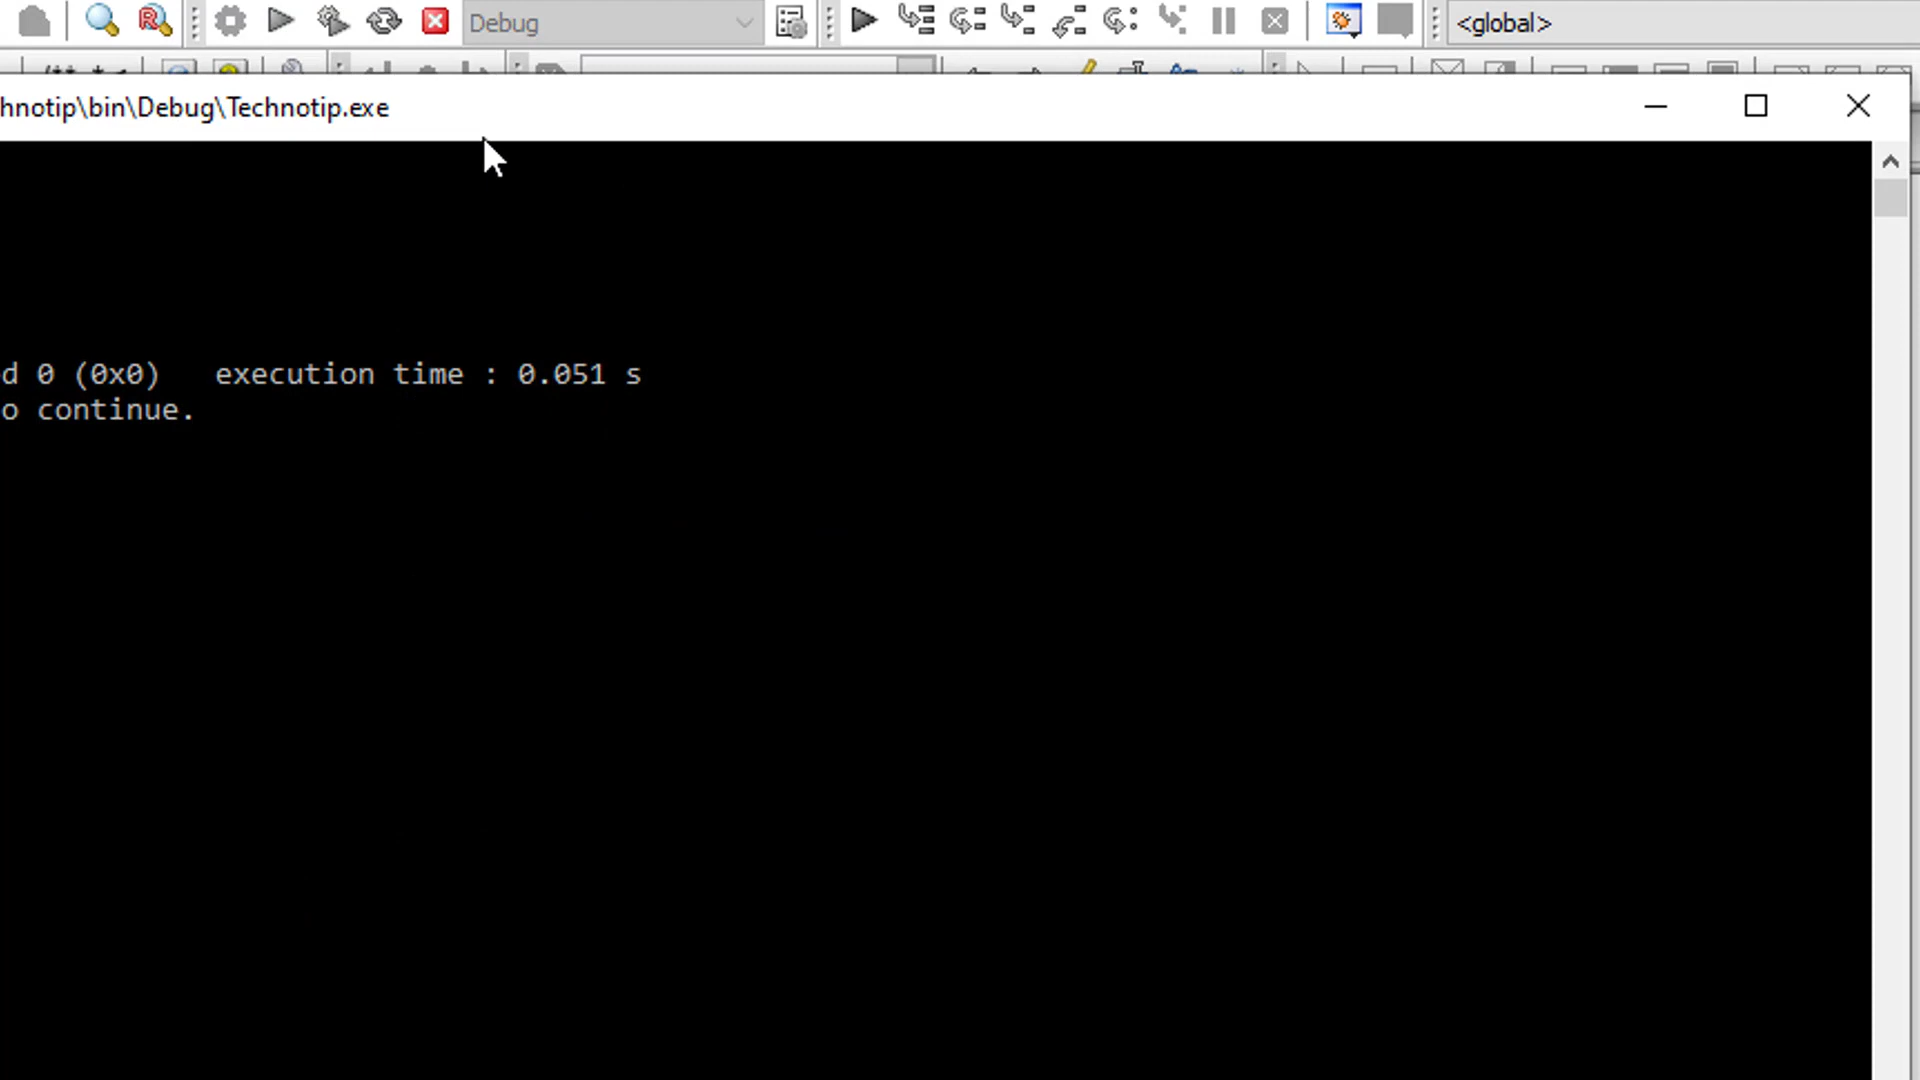 Debug
<global>
hnotip\bin\Debug\Technotip.exe
d 0 (0x0) execution time : 0.051 s
o continue.